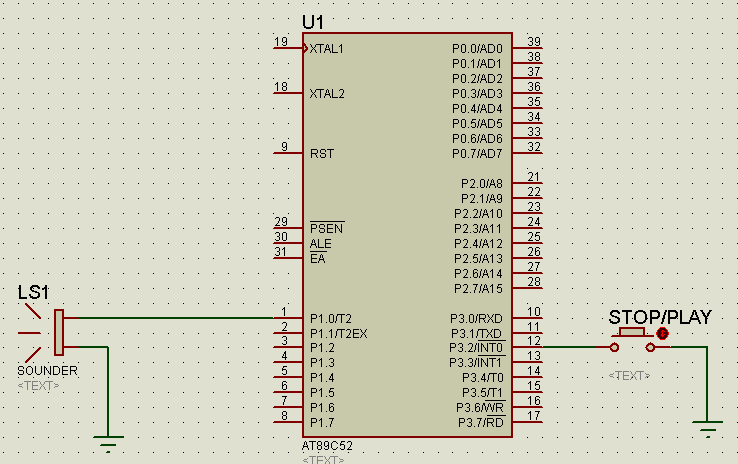 U1
19 XTAL1 P0.0/AD0 39
P0.1/AD1 38
P0.2/AD2 37
18 XTAL2 P0.3/AD3 36
P0.4/AD4 35
P0.5/AD5 34
P0.6/AD6 33
9 RST P0.7/AD7 32
P2.0/A8 21
P2.1/A9 22
P2.2/A10 23
29 PSEN P2.3/A11 24
30 ALE P2.4/A12 25
31 EA P2.5/A13 26
P2.6/A14 27
P2.7/A15 28
LS1
1 P1.0/T2 P3.0/RXD 10
2 P1.1/T2EX P3.1/TXD 11
3 P1.2 P3.2/INT0 12
4 P1.3 P3.3/INT1 13
5 P1.4 P3.4/T0 14
6 P1.5 P3.5/T1 15
7 P1.6 P3.6/WR 16
8 P1.7 P3.7/RD 17
STOP/PLAY
SOUNDER
<TEXT>
<TEXT>
AT89C52
<TEXT>